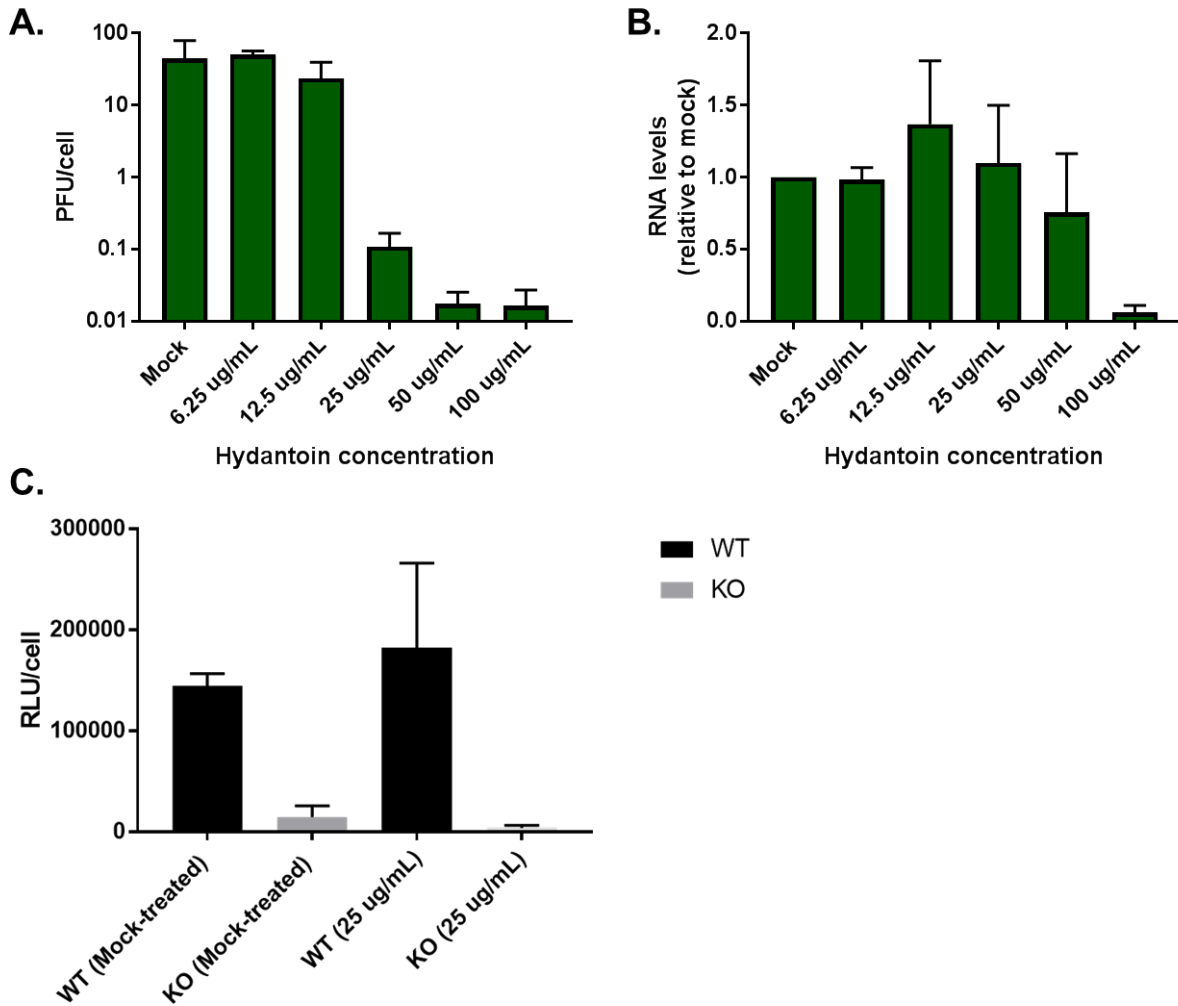 A.
100
10
1
0.1
0.01
PFU/cell
Mock
6.25 ug/mL
12.5 ug/mL
25 ug/mL
50 ug/mL
100 ug/mL
Hydantoin concentration
B.
2.0
1.5
1.0
0.5
0.0
RNA levels
(relative to mock)
Mock
6.25 ug/mL
12.5 ug/mL
25 ug/mL
50 ug/mL
100 ug/mL
Hydantoin concentration
C.
300000
200000
100000
0
RLU/cell
WT (Mock-treated)
KO (Mock-treated)
WT (25 ug/mL)
KO (25 ug/mL)
WT
KO